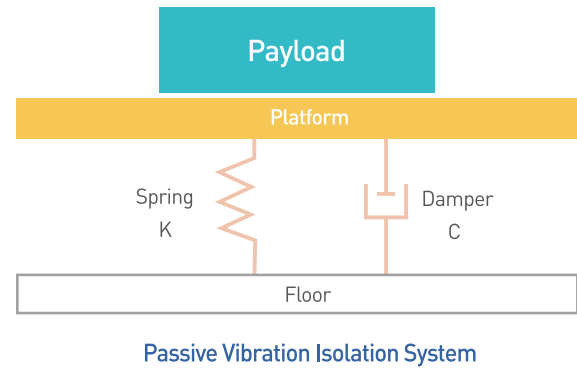 Payload
Platform
Spring
K
Damper
C
Floor
Passive Vibration Isolation System